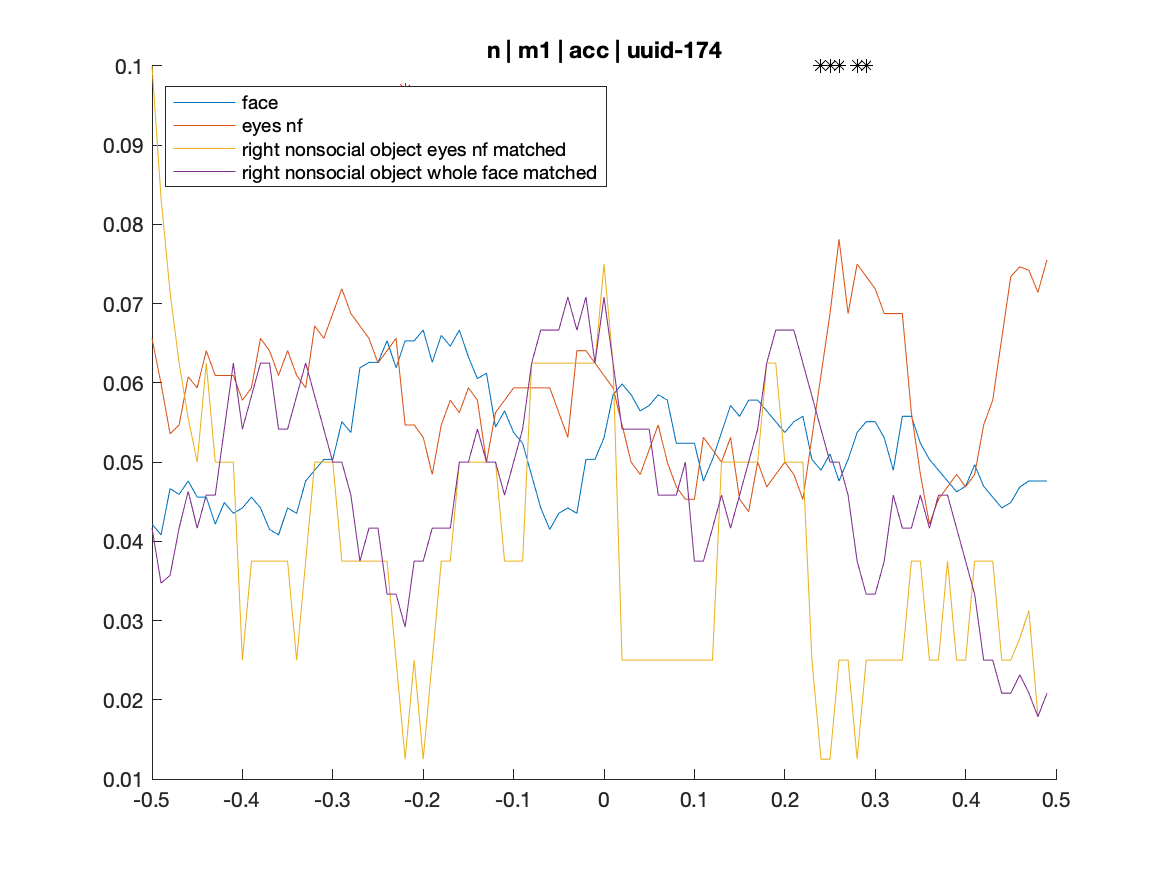 n | m1 | acc | uuid-174
0.1
face
eyes nf
right nonsocial object eyes nf matched
right nonsocial object whole face matched
0.09
0.08
0.07
0.06
0.05
0.04
0.03
0.02
0.01
-0.5 -0.4 -0.3 -0.2 -0.1 0 0.1 0.2 0.3 0.4 0.5